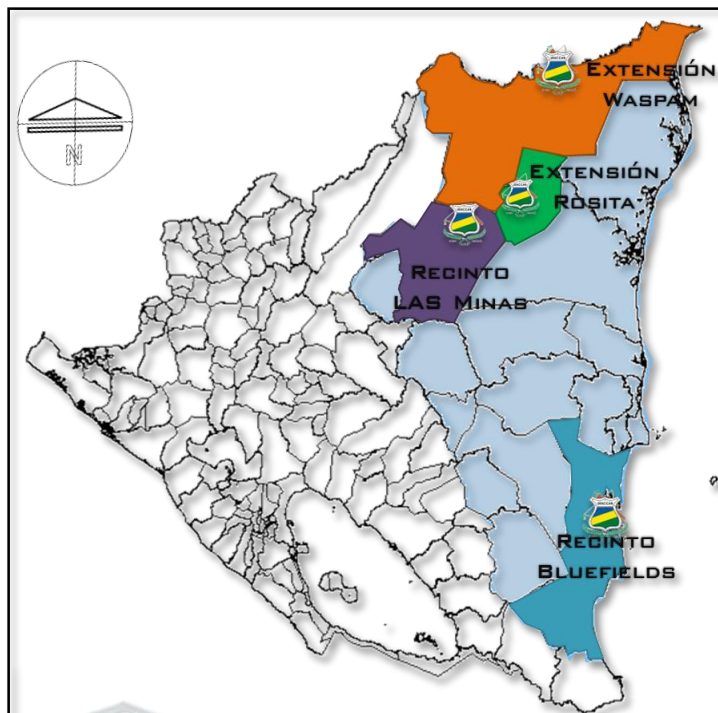 EXTENSIÓN
WASPAM
EXTENSIÓN
ROSITA
RECINTO
LAS MINAS
N
RECINTO
BLUEFIELDS